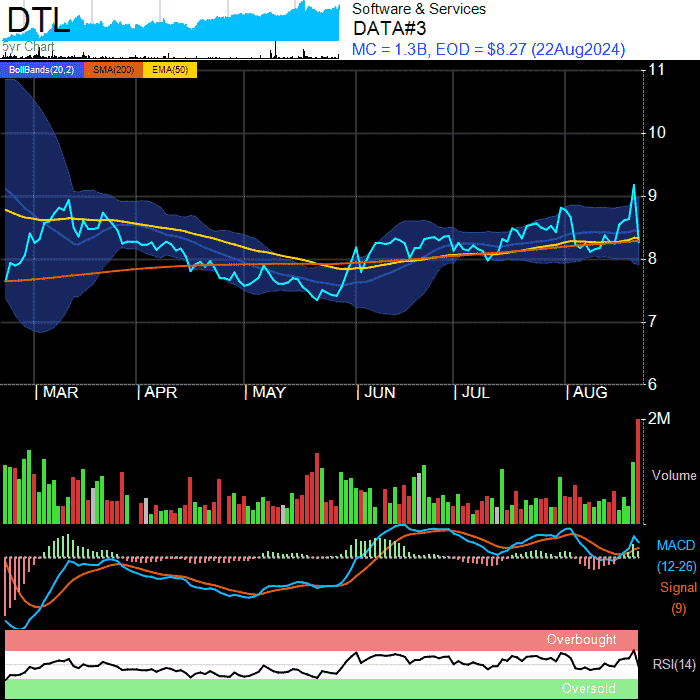 DTL
5yr Chart
Software & Services
DATA#3
MC = 1.3B, EOD = $8.27 (22Aug2024)
BollBands(20,2) SMA(200) EMA(50)
11
10
9
8
7
6
| MAR | APR | MAY | JUN | JUL | AUG
2M
Volume
MACD
(12-26)
Signal
(9)
Overbought
RSI(14)
Oversold